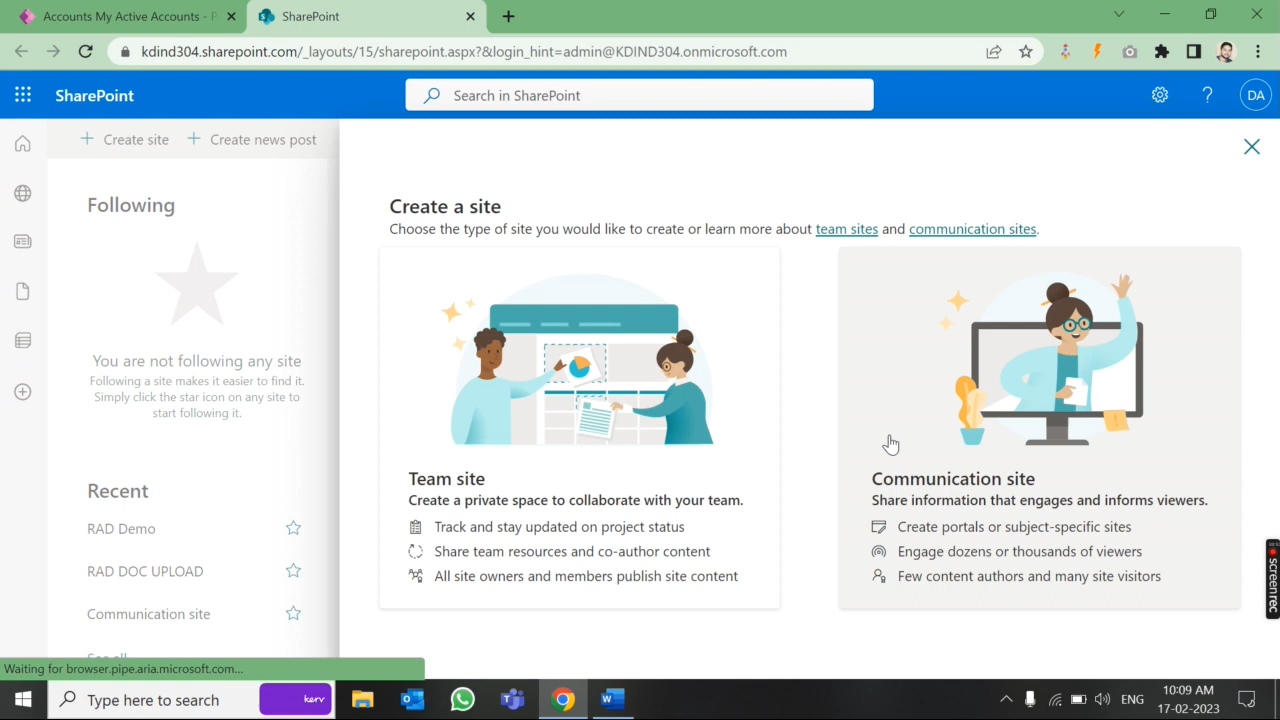 Accounts My Active Accounts - P
SharePoint
kdind304.sharepoint.com/_layouts/15/sharepoint.aspx?&login_hint=admin@KDIND304.onmicrosoft.com
SharePoint
Search in SharePoint
?
DA
+ Create site
+ Create news post
Following
You are not following any site
Following a site makes it easier to find it.
Simply click the star icon on any site to
start following it.
Recent
RAD Demo
RAD DOC UPLOAD
Communication site
See all
Create a site
Choose the type of site you would like to create or learn more about team sites and communication sites.
Team site
Create a private space to collaborate with your team.
Track and stay updated on project status
Share team resources and co-author content
All site owners and members publish site content
Communication site
Share information that engages and informs viewers.
Create portals or subject-specific sites
Engage dozens or thousands of viewers
Few content authors and many site visitors
screenrec
Waiting for browser.pipe.aria.microsoft.com...
Type here to search
kerv
ENG
10:09 AM
17-02-2023